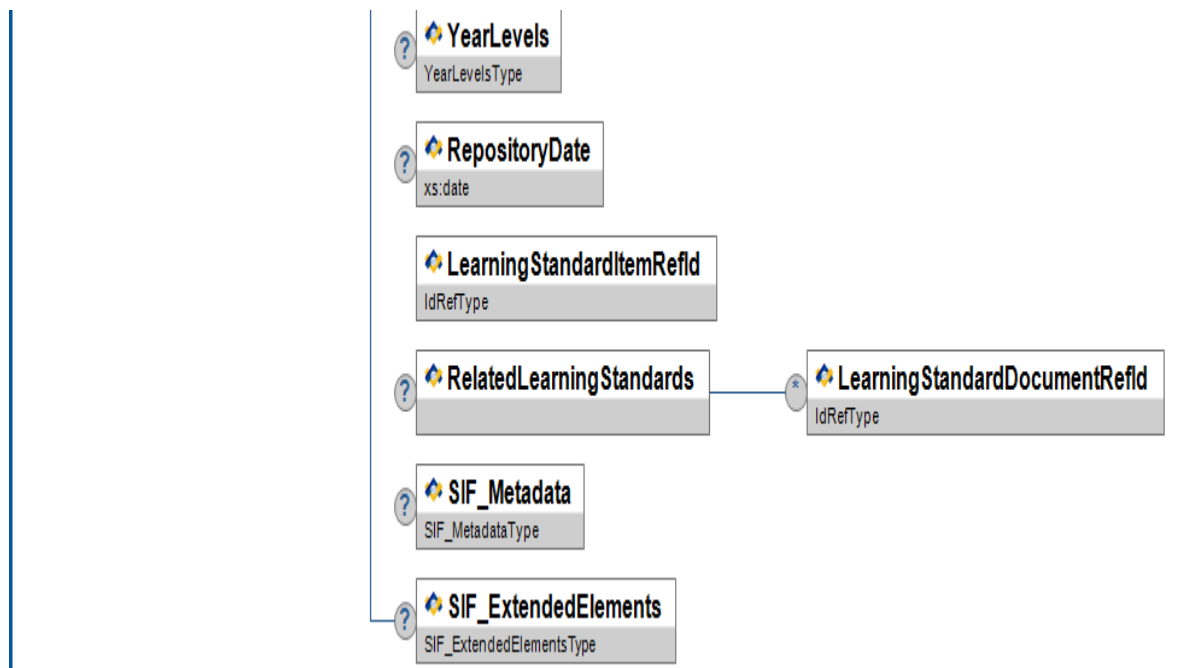 ? YearLevels
YearLevelsType
? RepositoryDate
xs:date
LearningStandardItemRefId
IdRefType
? RelatedLearningStandards * LearningStandardDocumentRefId
IdRefType
? SIF_Metadata
SIF_MetadataType
? SIF_ExtendedElements
SIF_ExtendedElementsType